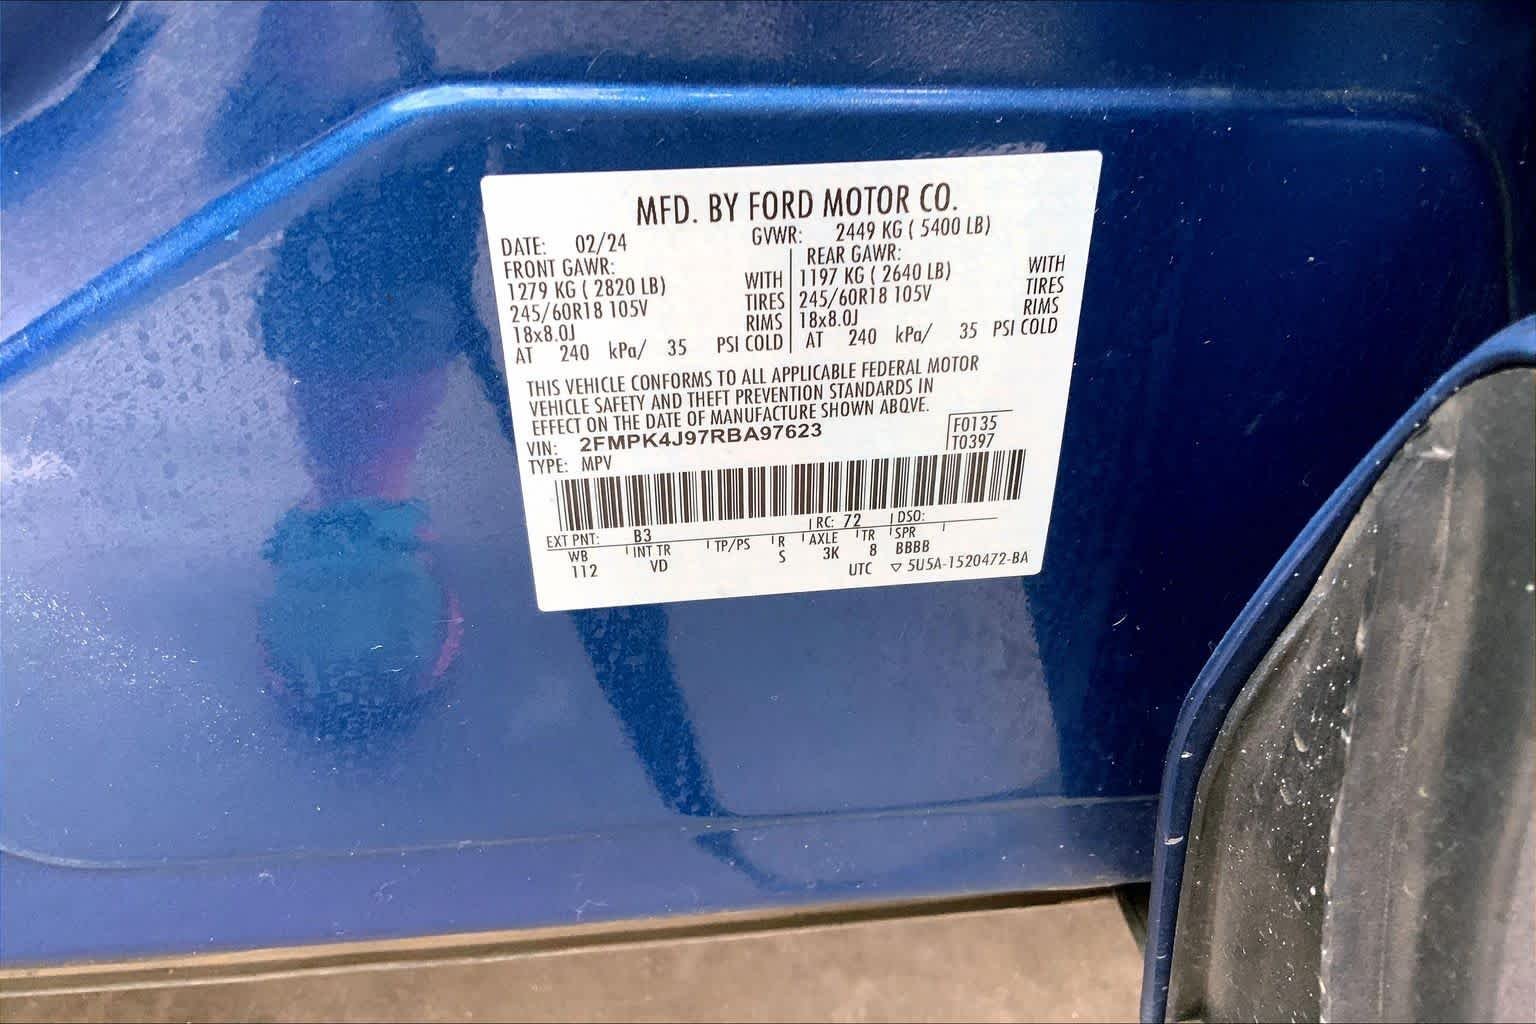 MFD. BY FORD MOTOR CO.
DATE: 02/24 GVWR: 2449 KG ( 5400 LB)
FRONT GAWR: REAR GAWR:
1279 KG ( 2820 LB) WITH 1197 KG ( 2640 LB) WITH
245/60R18 105V TIRES 245/60R18 105V TIRES
18x8.0J RIMS 18x8.0J RIMS
AT 240 kPa/ 35 PSI COLD AT 240 kPa/ 35 PSI COLD
THIS VEHICLE CONFORMS TO ALL APPLICABLE FEDERAL MOTOR
VEHICLE SAFETY AND THEFT PREVENTION STANDARDS IN
EFFECT ON THE DATE OF MANUFACTURE SHOWN ABOVE.
VIN: 2FMPK4J97RBA97623 F0135
TYPE: MPV T0397
EXT PNT: B3 RC: 72 DSO:
WB INT TR TP/PS R AXLE TR SPR
112 VD S 3K 8 BBBB
UTC ▽ 5U5A-1520472-BA